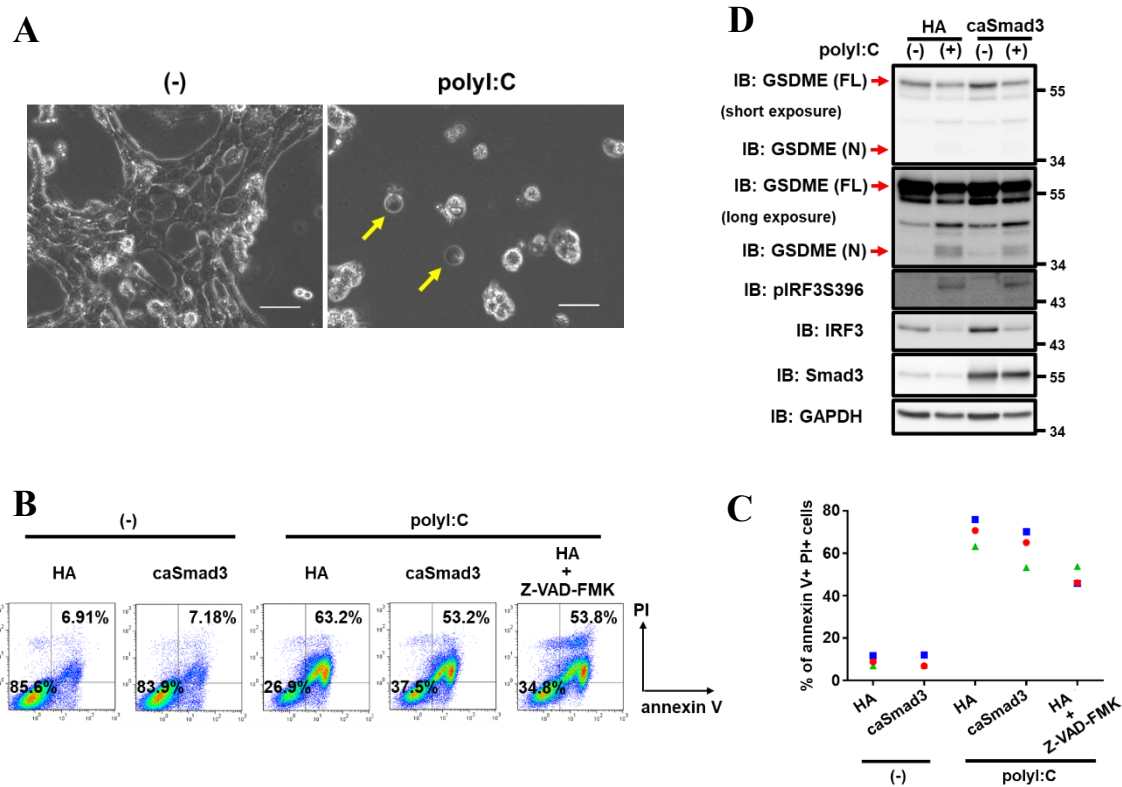 A
(-)
polyI:C
D
HA
caSmad3
polyI:C
(-)
(+)
(-)
(+)
IB: GSDME (FL)
(short exposure)
IB: GSDME (N)
55
34
IB: GSDME (FL)
(long exposure)
IB: GSDME (N)
55
34
IB: pIRF3S396
43
IB: IRF3
43
IB: Smad3
55
IB: GAPDH
34
B
(-)
polyI:C
HA
caSmad3
HA
caSmad3
HA
+
Z-VAD-FMK
6.91%
85.6%
7.18%
83.9%
63.2%
26.9%
53.2%
37.5%
53.8%
34.8%
PI
annexin V
C
% of annexin V+ PI+ cells
80
60
40
20
0
HA
caSmad3
HA
caSmad3
HA
+
Z-VAD-FMK
(-)
polyI:C